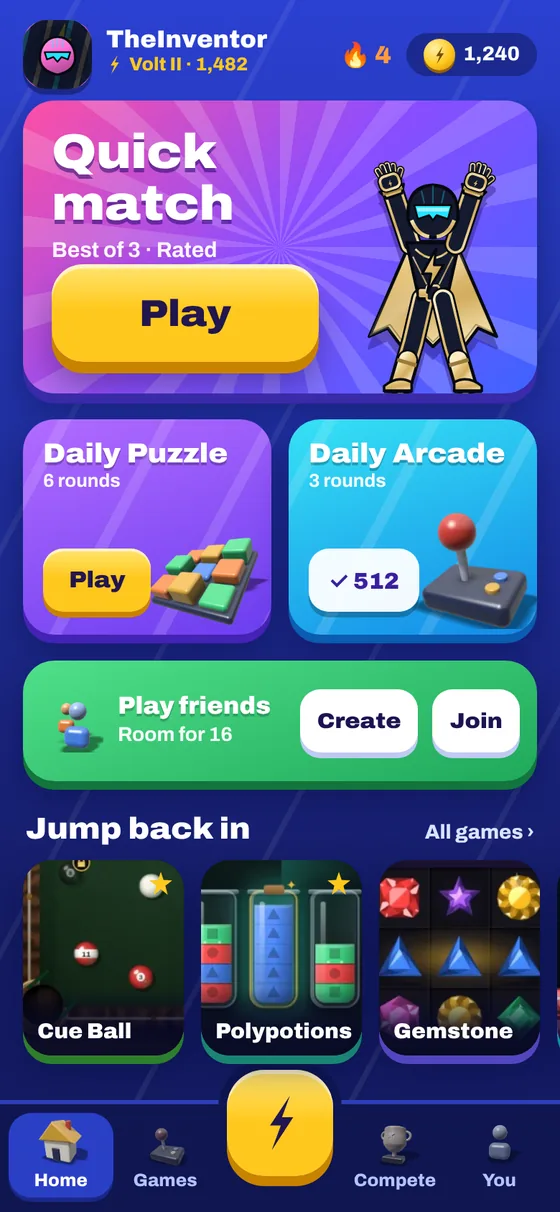 TheInventor
Volt II · 1,482
4
1,240
Quick
match
Best of 3 · Rated
Play
Daily Puzzle
6 rounds
Play
Daily Arcade
3 rounds
✓ 512
Play friends
Room for 16
Create
Join
Jump back in
All games ›
11
3
Cue Ball
Polypotions
Gemstone
Home
Games
Compete
You